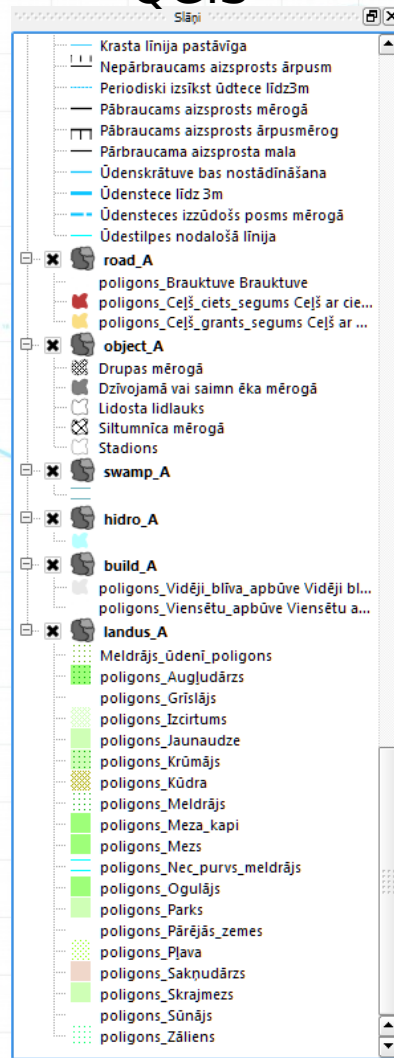 QGIS
Slāņi
Krasta līnija pastāvīga
Nepārbraucams aizsprosts ārpusm
Periodiski izsīkst ūdtece līdz3m
Pābraucams aizsprosts mērogā
Pābraucams aizsprosts ārpusmērog
Pārbraucama aizsprosta mala
Ūdenskrātuve bas nostādīnāšana
Ūdenstece līdz 3m
Ūdensteces izzūdošs posms mērogā
Ūdestilpes nodalošā līnija
road_A
poligons_Brauktuve Brauktuve
poligons_Ceļš_ciets_segums Ceļš ar cie...
poligons_Ceļš_grants_segums Ceļš ar ...
object_A
Drupas mērogā
Dzīvojamā vai saimn ēka mērogā
Lidosta lidlauks
Siltumnīca mērogā
Stadions
swamp_A
hidro_A
build_A
poligons_Vidēji_blīva_apbūve Vidēji bl...
poligons_Viensētu_apbūve Viensētu a...
landus_A
Meldrājs_ūdenī_poligons
poligons_Augļudārzs
poligons_Grīslājs
poligons_Izcirtums
poligons_Jaunaudze
poligons_Krūmājs
poligons_Kūdra
poligons_Meldrājs
poligons_Meza_kapi
poligons_Mezs
poligons_Nec_purvs_meldrājs
poligons_Ogulājs
poligons_Parks
poligons_Pārējās_zemes
poligons_Pļava
poligons_Sakņudārzs
poligons_Skrajmezs
poligons_Sūnājs
poligons_Zāliens